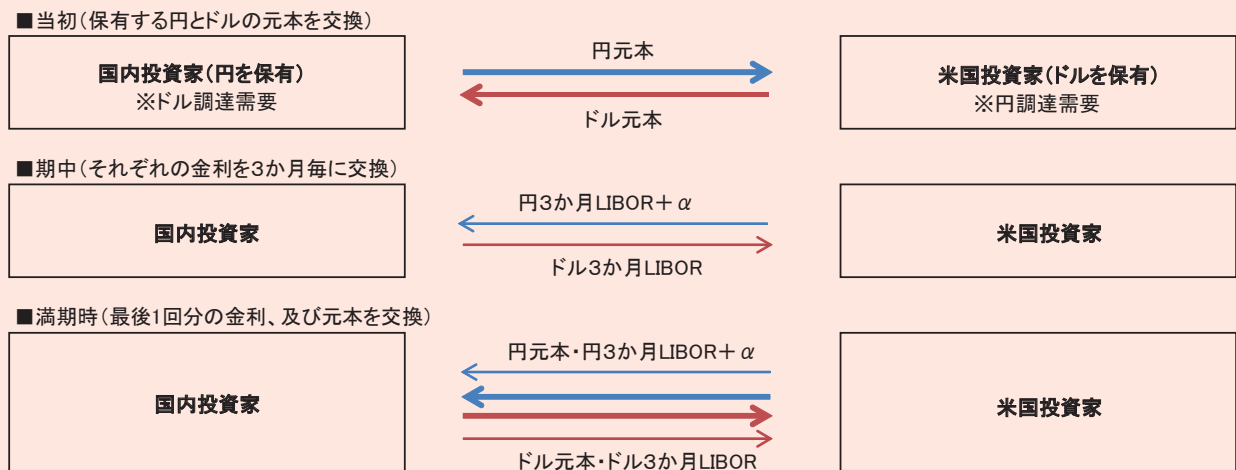 ■当初（保有する円とドルの元本を交換）
国内投資家（円を保有）
※ドル調達需要
円元本
ドル元本
米国投資家（ドルを保有）
※円調達需要
■期中（それぞれの金利を3か月毎に交換）
国内投資家
円3か月LIBOR＋α
ドル3か月LIBOR
米国投資家
■満期時（最後1回分の金利、及び元本を交換）
国内投資家
円元本・円3か月LIBOR＋α
ドル元本・ドル3か月LIBOR
米国投資家